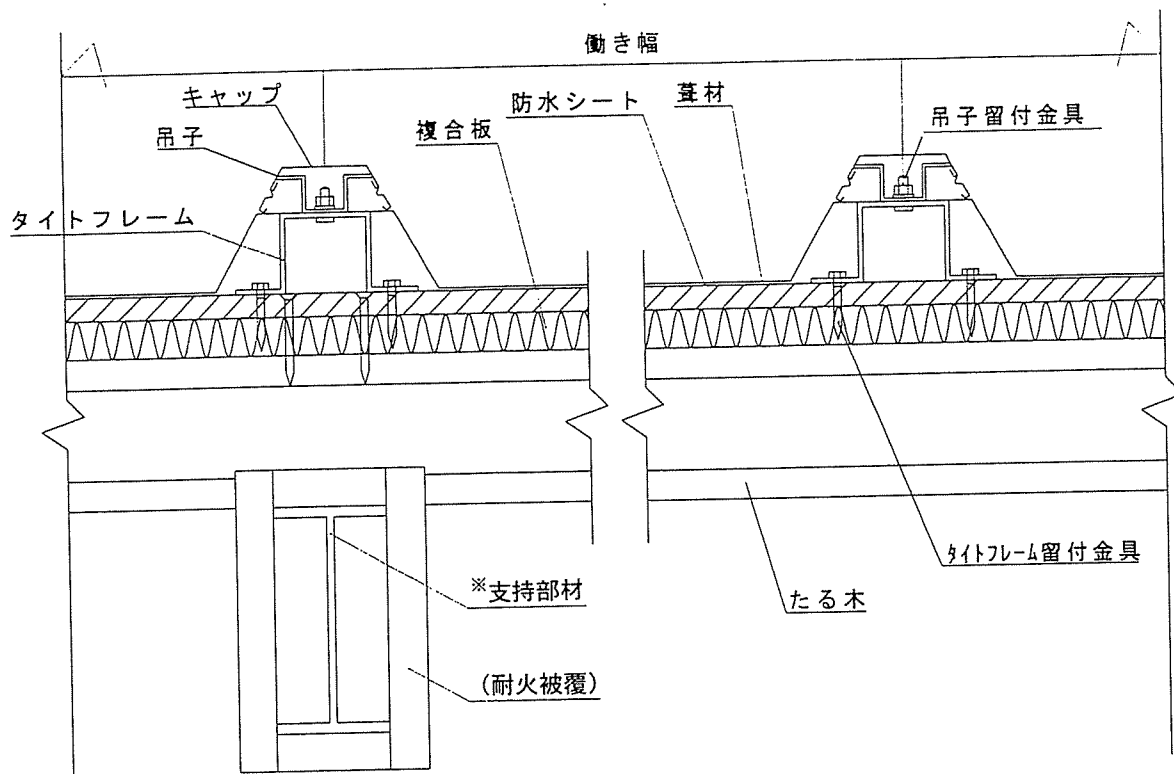 働き幅
キャップ
防水シート
葺材
吊子留付金具
吊子
複合板
タイトフレーム
タイトフレーム留付金具
※支持部材
たる木
(耐火被覆)